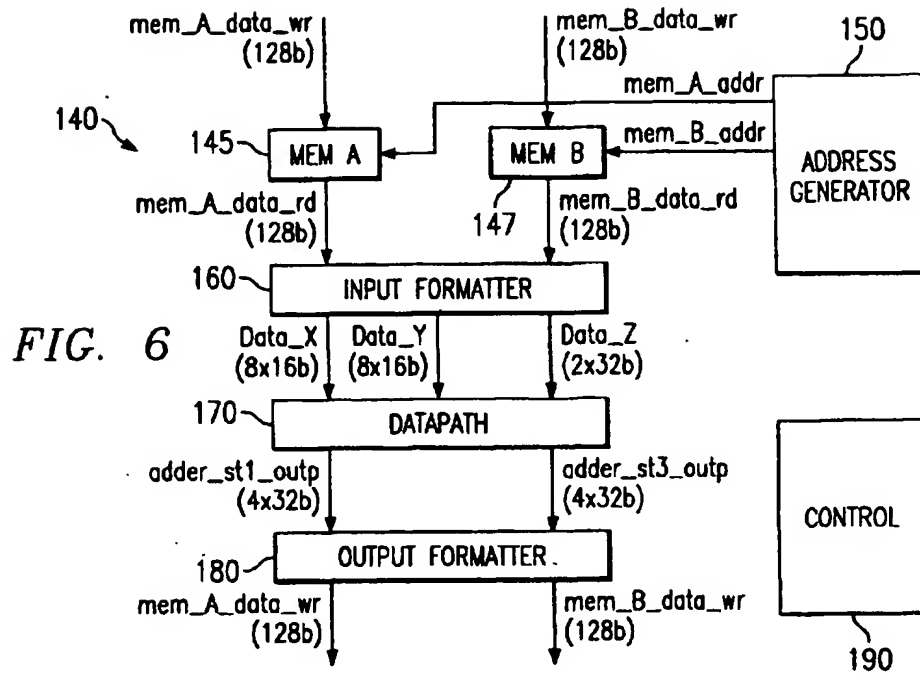 mem_A_data_wr
(128b)
mem_B_data_wr
(128b)
150
mem_A_addr
140
145
MEM A
MEM B
mem_B_addr
ADDRESS
GENERATOR
mem_A_data_rd
(128b)
147
mem_B_data_rd
(128b)
160
INPUT FORMATTER
FIG. 6
Data_X
(8x16b)
Data_Y
(8x16b)
Data_Z
(2x32b)
170
DATAPATH
adder_st1_outp
(4x32b)
adder_st3_outp
(4x32b)
CONTROL
180
OUTPUT FORMATTER
mem_A_data_wr
(128b)
mem_B_data_wr
(128b)
190